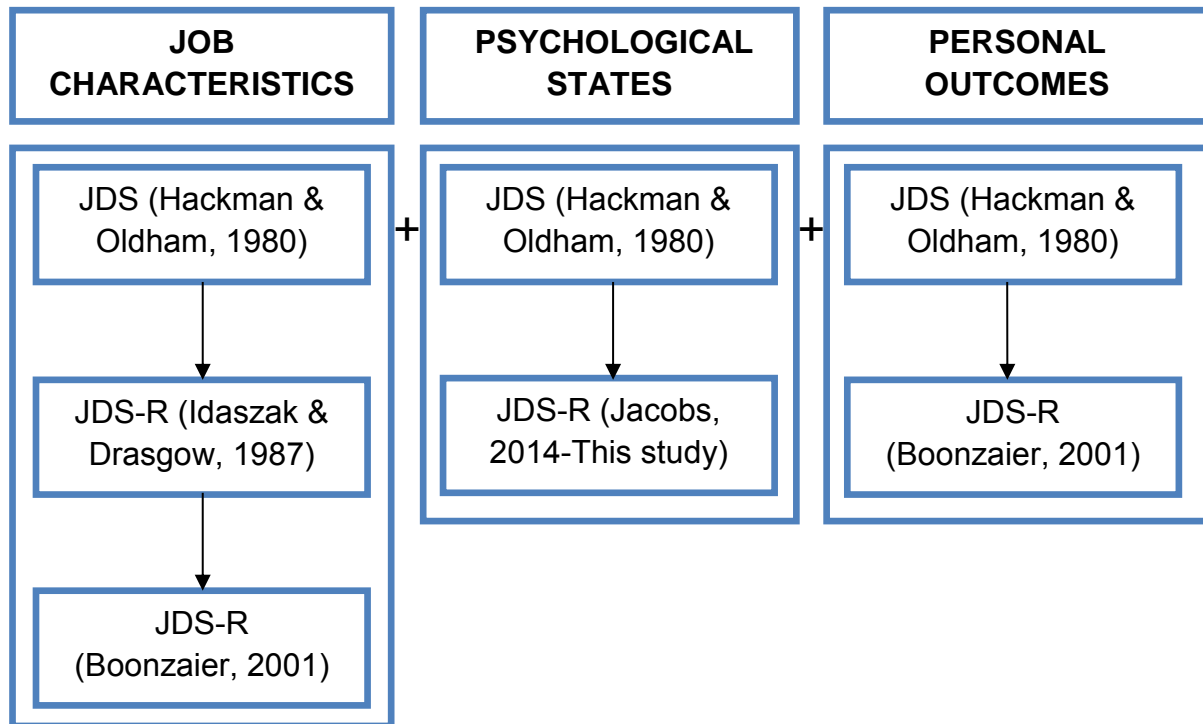 JOB
CHARACTERISTICS
PSYCHOLOGICAL
STATES
PERSONAL
OUTCOMES
JDS (Hackman &
Oldham, 1980)
JDS-R (Idaszak &
Drasgow, 1987)
JDS-R
(Boonzaier, 2001)
+
JDS (Hackman &
Oldham, 1980)
JDS-R (Jacobs,
2014-This study)
+
JDS (Hackman &
Oldham, 1980)
JDS-R
(Boonzaier, 2001)